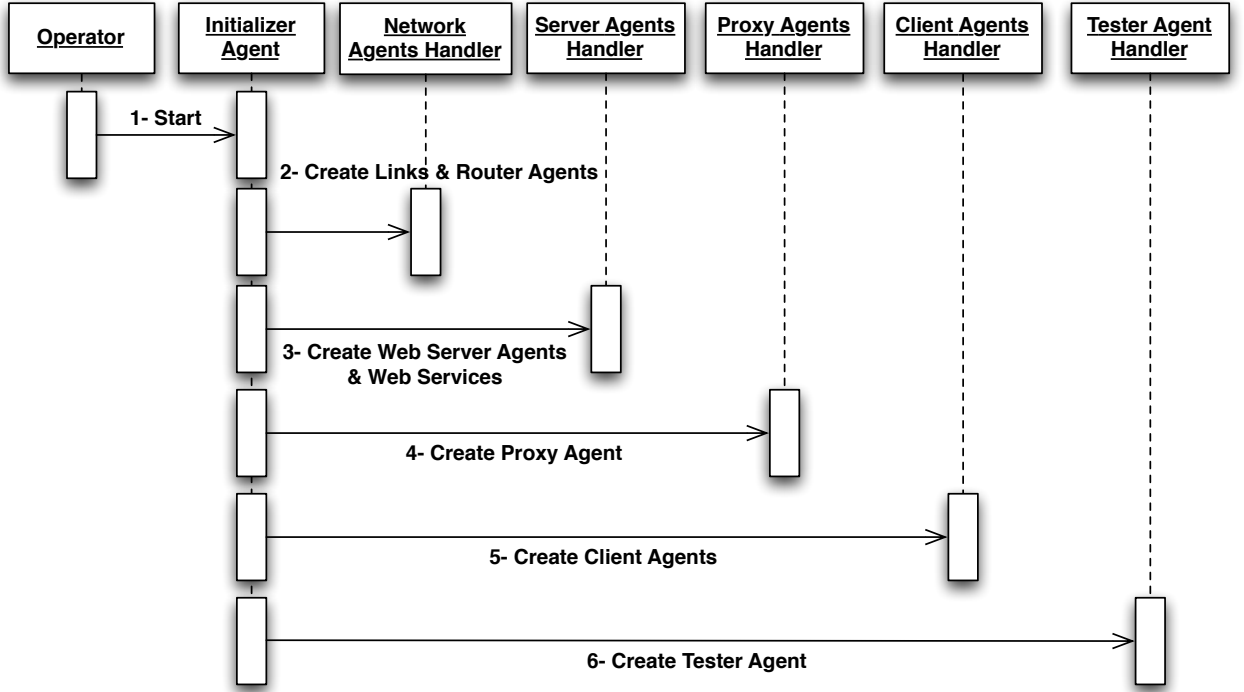 Operator
Initializer
Agent
Network
Agents Handler
Server Agents
Handler
Proxy Agents
Handler
Client Agents
Handler
Tester Agent
Handler
1- Start
2- Create Links & Router Agents
3- Create Web Server Agents
& Web Services
4- Create Proxy Agent
5- Create Client Agents
6- Create Tester Agent